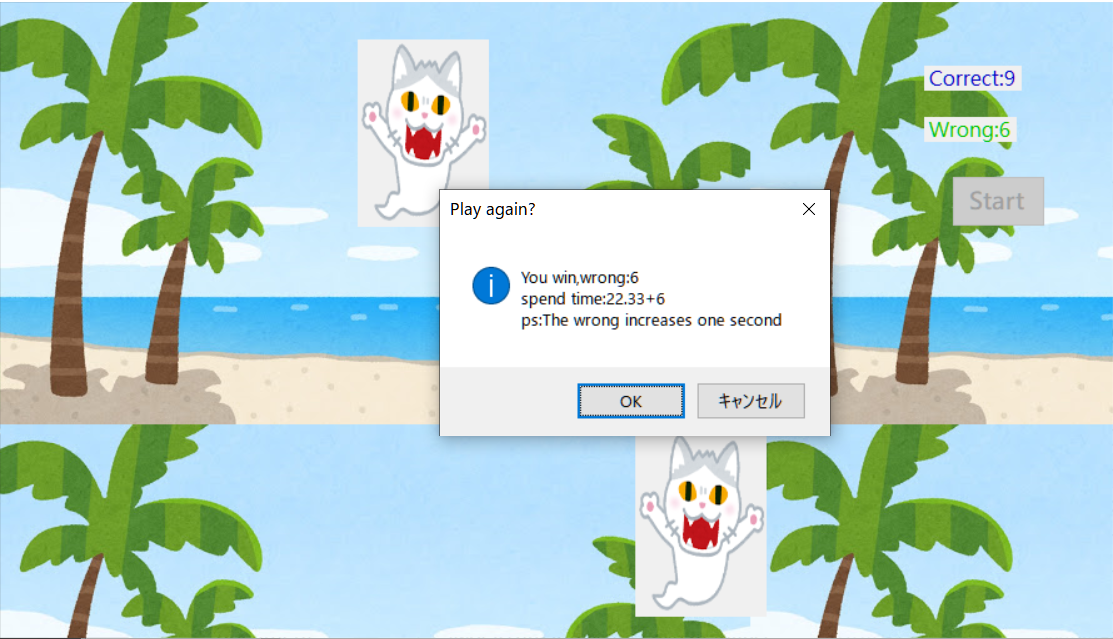 Correct:9
Wrong:6
Start
Play again?
You win,wrong:6
spend time:22.33+6
ps:The wrong increases one second
OK
キャンセル